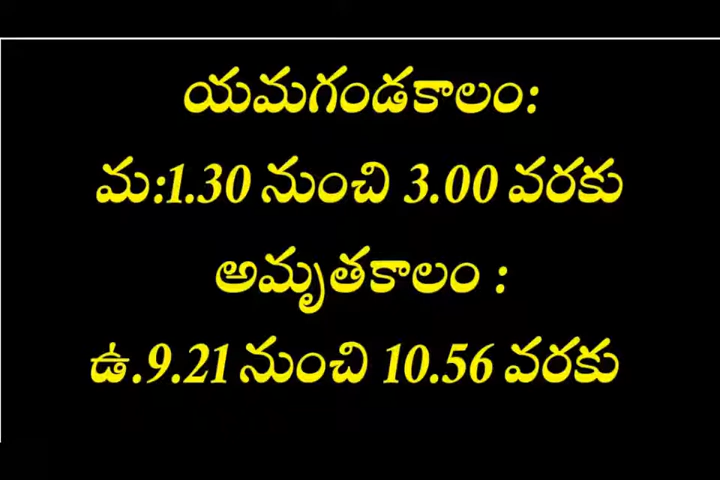 యమగండకాలం:
మ:1.30 నుంచి 3.00 వరకు
అమృతకాలం :
ఉ.9.21 నుంచి 10.56 వరకు